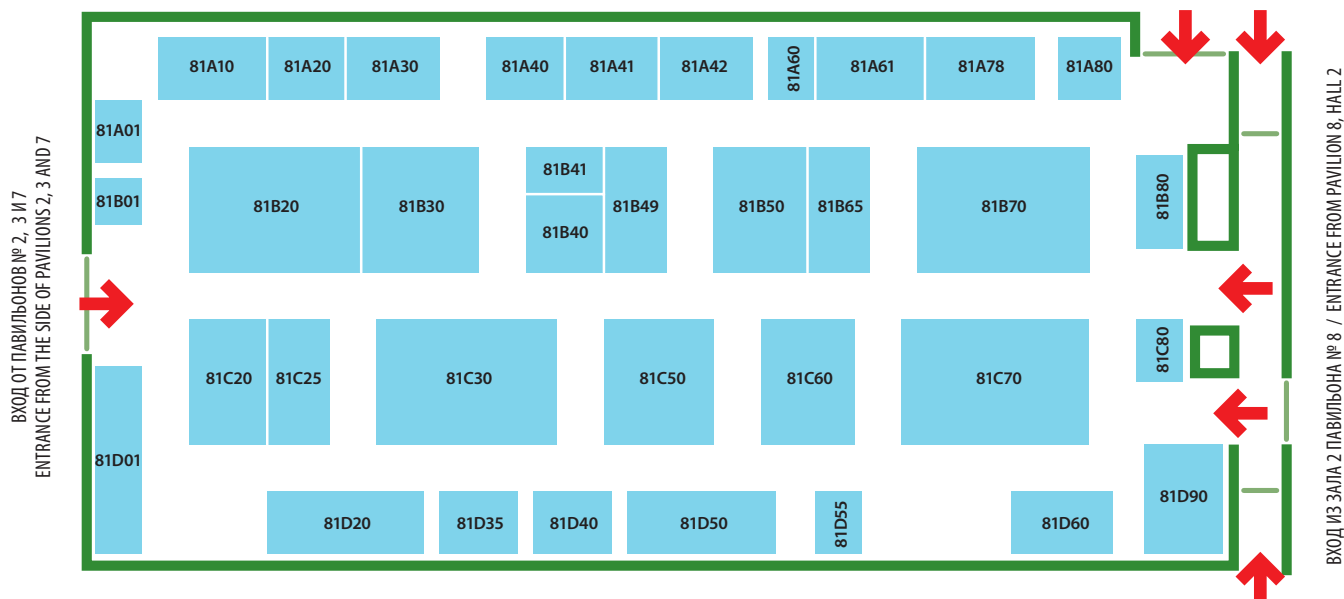 ВХОД ОТ ПАВИЛЬОНОВ № 2, 3 И 7
ENTRANCE FROM THE SIDE OF PAVILIONS 2, 3 AND 7
81A10
81A20
81A30
81A40
81A41
81A42
81A60
81A61
81A78
81A80
81A01
81B01
81B20
81B30
81B41
81B40
81B49
81B50
81B65
81B70
81B80
81C20
81C25
81C30
81C50
81C60
81C70
81C80
81D01
81D20
81D35
81D40
81D50
81D55
81D60
81D90
ВХОД ИЗ ЗАЛА 2 ПАВИЛЬОНА № 8 / ENTRANCE FROM PAVILION 8, HALL 2